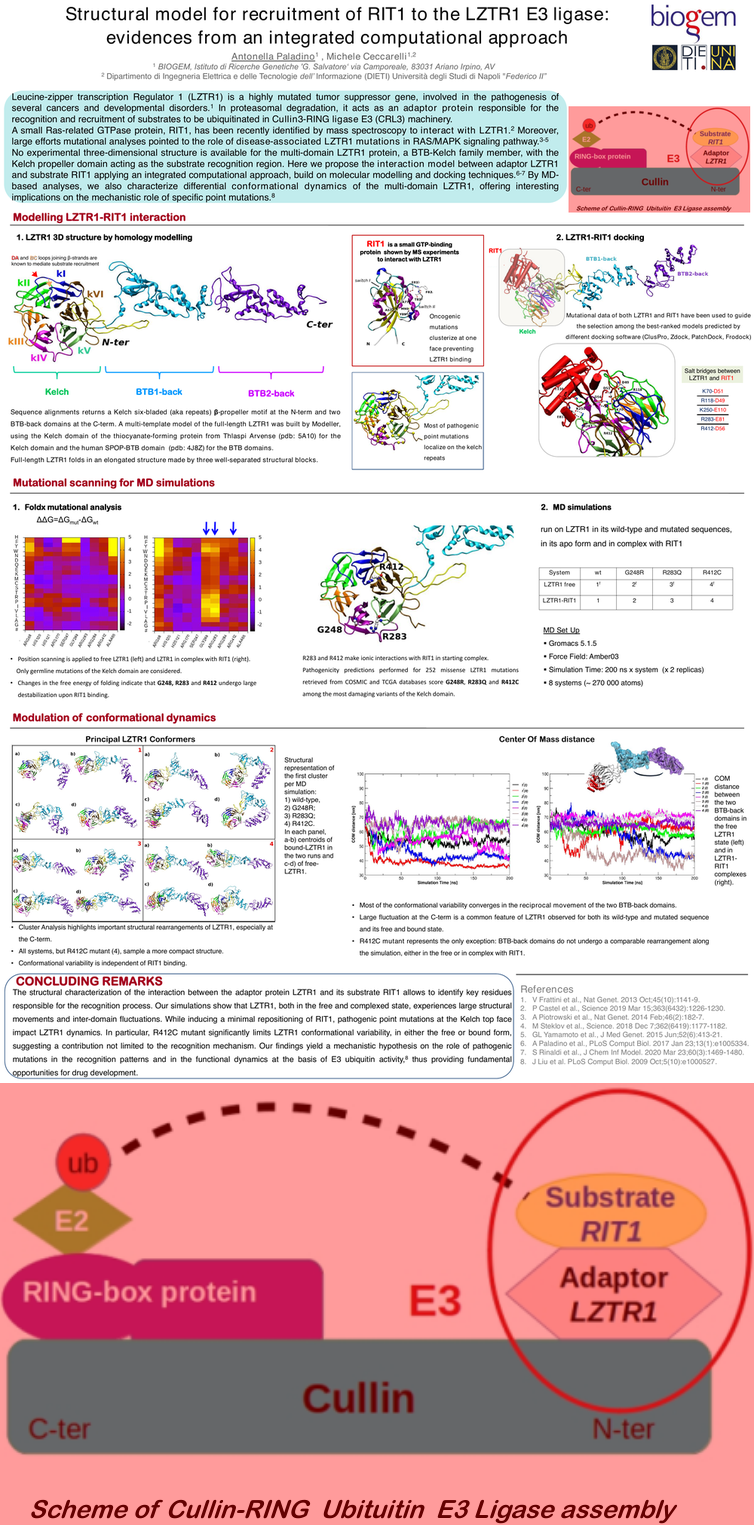 Structural model for recruitment of RIT1 to the LZTR1 E3 ligase:
evidences from an integrated computational approach
Antonella Paladino¹ , Michele Ceccarelli¹,²
¹ BIOGEM, Istituto di Ricerche Genetiche 'G. Salvatore' via Camporeale, 83031 Ariano Irpino, AV
² Dipartimento di Ingegneria Elettrica e delle Tecnologie dell' Informazione (DIETI) Università degli Studi di Napoli "Federico II"
biogem
DIE UNI
TI. NA
Leucine-zipper transcription Regulator 1 (LZTR1) is a highly mutated tumor suppressor gene, involved in the pathogenesis of
several cancers and developmental disorders.¹ In proteasomal degradation, it acts as an adaptor protein responsible for the
recognition and recruitment of substrates to be ubiquitinated in Cullin3-RING ligase E3 (CRL3) machinery.
A small Ras-related GTPase protein, RIT1, has been recently identified by mass spectroscopy to interact with LZTR1.² Moreover,
large efforts mutational analyses pointed to the role of disease-associated LZTR1 mutations in RAS/MAPK signaling pathway.³⁻⁵
No experimental three-dimensional structure is available for the multi-domain LZTR1 protein, a BTB-Kelch family member, with the
Kelch propeller domain acting as the substrate recognition region. Here we propose the interaction model between adaptor LZTR1
and substrate RIT1 applying an integrated computational approach, build on molecular modelling and docking techniques.⁶⁻⁷ By MD-
based analyses, we also characterize differential conformational dynamics of the multi-domain LZTR1, offering interesting
implications on the mechanistic role of specific point mutations.⁸
ub
E2
RING-box protein
E3
Substrate
RIT1
Adaptor
LZTR1
Cullin
C-ter
N-ter
Scheme of Cullin-RING Ubituitin E3 Ligase assembly
Modelling LZTR1-RIT1 interaction
1. LZTR1 3D structure by homology modelling
DA and BC loops joining β-strands are
known to mediate substrate recruitment
kI
kII
kVI
kIII
kIV
kV
N-ter
C-ter
Kelch
BTB1-back
BTB2-back
Sequence alignments returns a Kelch six-bladed (aka repeats) β-propeller motif at the N-term and two
BTB-back domains at the C-term. A multi-template model of the full-length LZTR1 was built by Modeller,
using the Kelch domain of the thiocyanate-forming protein from Thlaspi Arvense (pdb: 5A10) for the
Kelch domain and the human SPOP-BTB domain (pdb: 4J8Z) for the BTB domains.
Full-length LZTR1 folds in an elongated structure made by three well-separated structural blocks.
RIT1 is a small GTP-binding
protein shown by MS experiments
to interact with LZTR1
switch I
switch II
N
C
Oncogenic
mutations
clusterize at one
face preventing
LZTR1 binding
Most of pathogenic
point mutations
localize on the kelch
repeats
2. LZTR1-RIT1 docking
RIT1
BTB1-back
BTB2-back
Kelch
Mutational data of both LZTR1 and RIT1 have been used to guide
the selection among the best-ranked models predicted by
different docking software (ClusPro, Zdock, PatchDock, Frodock)
Salt bridges between
LZTR1 and RIT1
K70-D51
R118-D49
K250-E110
R283-E81
R412-D56
Mutational scanning for MD simulations
1. Foldx mutational analysis
ΔΔG=ΔGmut-ΔGwt
• Position scanning is applied to free LZTR1 (left) and LZTR1 in complex with RIT1 (right).
Only germline mutations of the Kelch domain are considered.
• Changes in the free energy of folding indicate that G248, R283 and R412 undergo large
destabilization upon RIT1 binding.
R412
G248
R283
R283 and R412 make ionic interactions with RIT1 in starting complex.
Pathogenicity predictions performed for 252 missense LZTR1 mutations
retrieved from COSMIC and TCGA databases score G248R, R283Q and R412C
among the most damaging variants of the Kelch domain.
2. MD simulations
run on LZTR1 in its wild-type and mutated sequences,
in its apo form and in complex with RIT1
System wt G248R R283Q R412C
LZTR1 free 1ᶠ 2ᶠ 3ᶠ 4ᶠ
LZTR1-RIT1 1 2 3 4
MD Set Up
• Gromacs 5.1.5
• Force Field: Amber03
• Simulation Time: 200 ns x system (x 2 replicas)
• 8 systems (~ 270 000 atoms)
Modulation of conformational dynamics
Principal LZTR1 Conformers
a) b) 1 a) b) 2
c) d) c) d)
a) b) 3 a) b) 4
c) d) c) d)
Structural
representation of
the first cluster
per MD
simulation:
1) wild-type,
2) G248R;
3) R283Q;
4) R412C.
In each panel,
a-b) centroids of
bound-LZTR1 in
the two runs and
c-d) of free-
LZTR1.
• Cluster Analysis highlights important structural rearrangements of LZTR1, especially at
the C-term.
• All systems, but R412C mutant (4), sample a more compact structure.
• Conformational variability is independent of RIT1 binding.
Center Of Mass distance
COM distance (nm)
Simulation Time (ns)
COM distance (nm)
Simulation Time (ns)
COM
distance
between
the two
BTB-back
domains in
the free
LZTR1
state (left)
and in
LZTR1-
RIT1
complexes
(right).
• Most of the conformational variability converges in the reciprocal movement of the two BTB-back domains.
• Large fluctuation at the C-term is a common feature of LZTR1 observed for both its wild-type and mutated sequence
and its free and bound state.
• R412C mutant represents the only exception: BTB-back domains do not undergo a comparable rearrangement along
the simulation, either in the free or in complex with RIT1.
CONCLUDING REMARKS
The structural characterization of the interaction between the adaptor protein LZTR1 and its substrate RIT1 allows to identify key residues
responsible for the recognition process. Our simulations show that LZTR1, both in the free and complexed state, experiences large structural
movements and inter-domain fluctuations. While inducing a minimal repositioning of RIT1, pathogenic point mutations at the Kelch top face
impact LZTR1 dynamics. In particular, R412C mutant significantly limits LZTR1 conformational variability, in either the free or bound form,
suggesting a contribution not limited to the recognition mechanism. Our findings yield a mechanistic hypothesis on the role of pathogenic
mutations in the recognition patterns and in the functional dynamics at the basis of E3 ubiquitin activity,⁸ thus providing fundamental
opportunities for drug development.
References
1. V Frattini et al., Nat Genet. 2013 Oct;45(10):1141-9.
2. P Castel et al., Science 2019 Mar 15;363(6432):1226-1230.
3. A Piotrowski et al., Nat Genet. 2014 Feb;46(2):182-7.
4. M Steklov et al., Science. 2018 Dec 7;362(6419):1177-1182.
5. GL Yamamoto et al., J Med Genet. 2015 Jun;52(6):413-21.
6. A Paladino et al., PLoS Comput Biol. 2017 Jan 23;13(1):e1005334.
7. S Rinaldi et al., J Chem Inf Model. 2020 Mar 23;60(3):1469-1480.
8. J Liu et al. PLoS Comput Biol. 2009 Oct;5(10):e1000527.
ub
E2
Substrate
RIT1
RING-box protein
E3
Adaptor
LZTR1
Cullin
C-ter
N-ter
Scheme of Cullin-RING Ubituitin E3 Ligase assembly